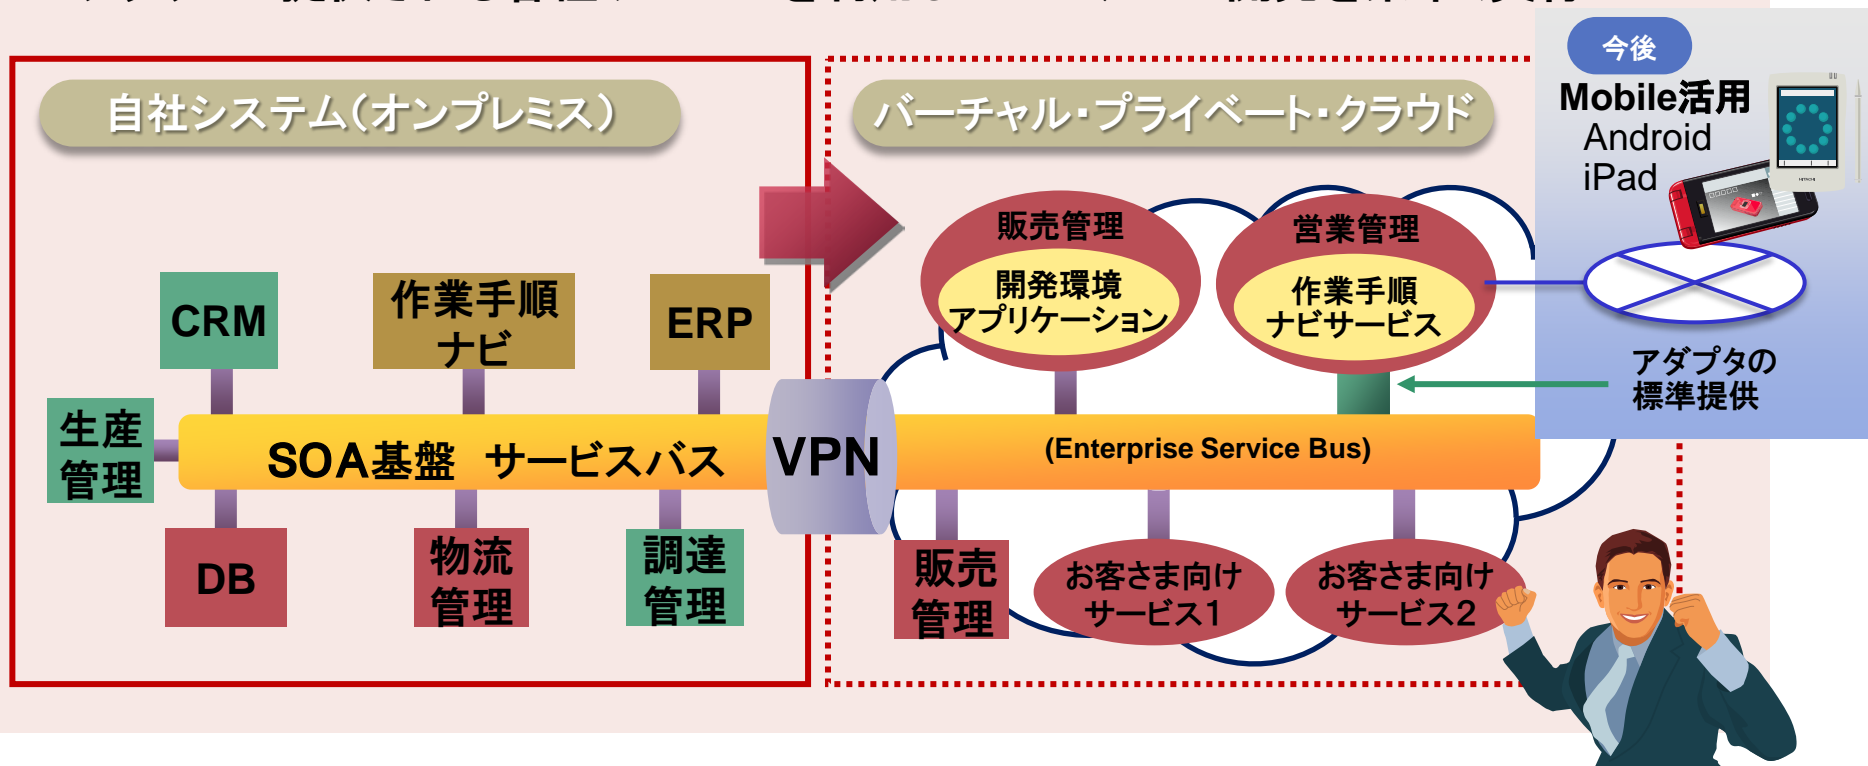 今後
Mobile活用
Android
iPad
自社システム(オンプレミス)
バーチャル・プライベート・クラウド
販売管理
開発環境
アプリケーション
営業管理
作業手順
ナビサービス
CRM
作業手順
ナビ
ERP
アダプタの
標準提供
生産
管理
SOA基盤 サービスバス
VPN
(Enterprise Service Bus)
DB
物流
管理
調達
管理
販売
管理
お客さま向け
サービス1
お客さま向け
サービス2
HITACHI